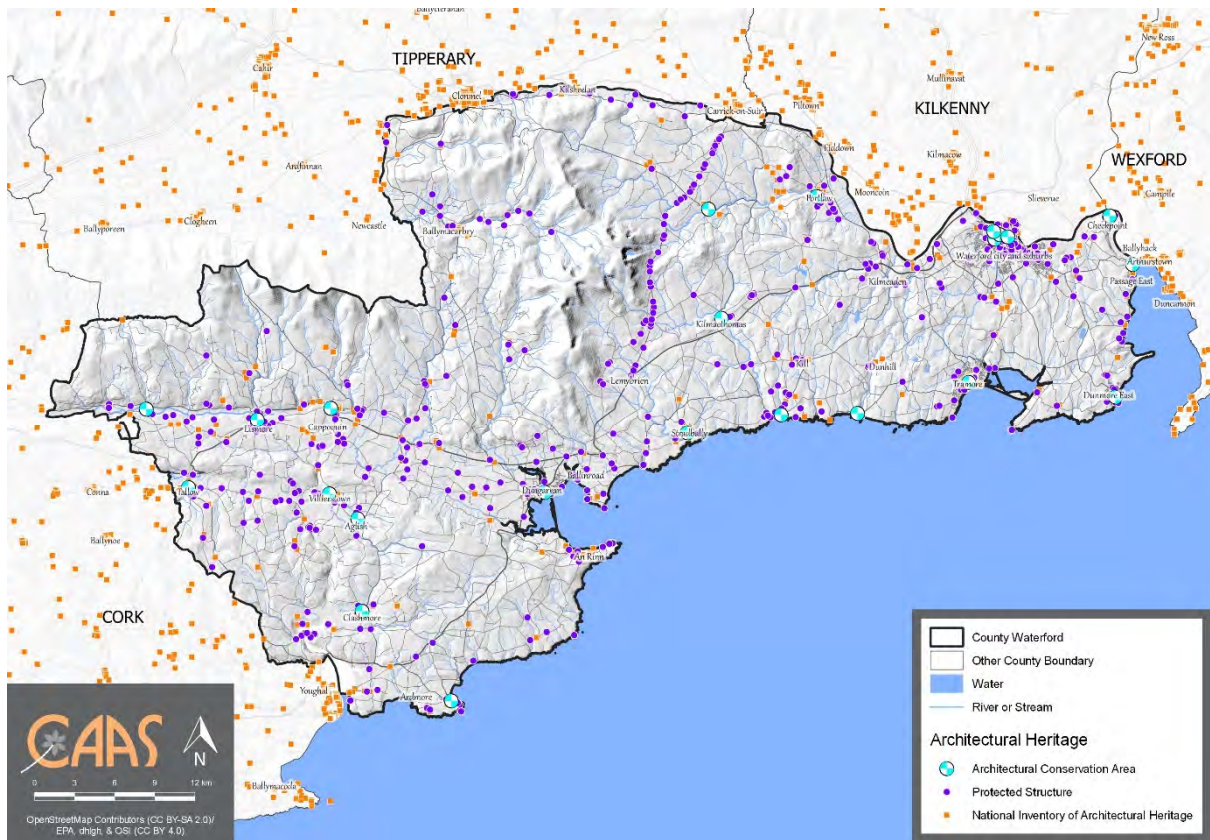 Ballyclerahan
New Ross
Cahir
TIPPERARY
Mullinavat
Clonmel
Kilsheelan
Carrick-on-Suir
Piltown
KILKENNY
Fiddown
Kilmacow
WEXFORD
Ardfinnan
Mooncoin
Campile
Portlaw
Slieverue
Ballyporeen
Clogheen
Newcastle
Ballymacarbry
Checkpoint
Waterford city and suburbs
Ballyhack
Arthurstown
Passage East
Kilmeaden
Duncannon
Kilmacthomas
Kill
Dunhill
Lemybrien
Tramore
Dunmore East
Lismore
Cappoquin
Stradbally
Conna
Tallow
Villierstown
Ballinroad
Dungarvan
Aglish
Ballynoe
An Rinn
CORK
Clashmore
Youghal
Ardmore
Ballymacoda
CAAS
N
0 3 6 9 12 km
OpenStreetMap Contributors (CC BY-SA 2.0)/
EPA, dhlgh, & OSI (CC BY 4.0)
County Waterford
Other County Boundary
Water
River or Stream
Architectural Heritage
Architectural Conservation Area
Protected Structure
National Inventory of Architectural Heritage